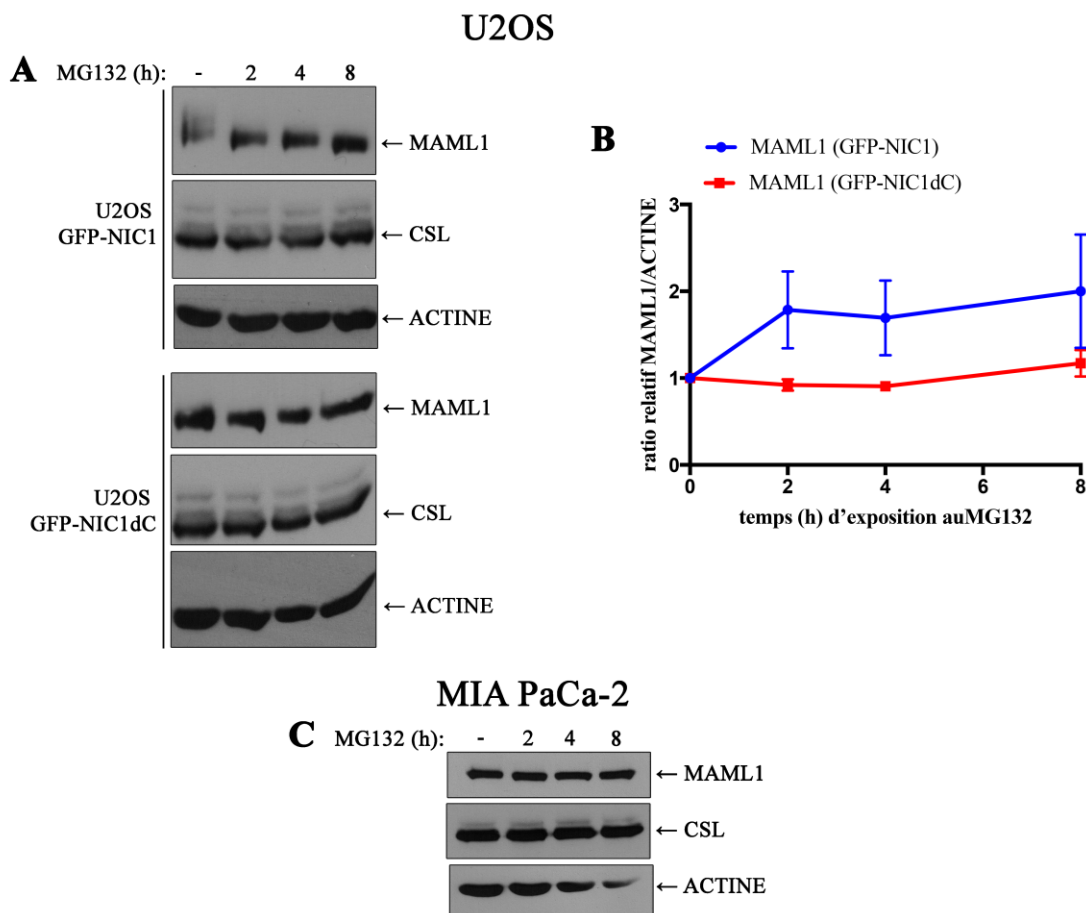 U2OS
A MG132 (h): - 2 4 8
← MAML1
U2OS
GFP-NIC1
← CSL
← ACTINE
← MAML1
U2OS
GFP-NIC1dC
← CSL
← ACTINE
B
MAML1 (GFP-NIC1)
MAML1 (GFP-NIC1dC)
ratio relatif MAML1/ACTINE
3
2
1
0
0 2 4 6 8
temps (h) d'exposition auMG132
MIA PaCa-2
C MG132 (h): - 2 4 8
← MAML1
← CSL
← ACTINE